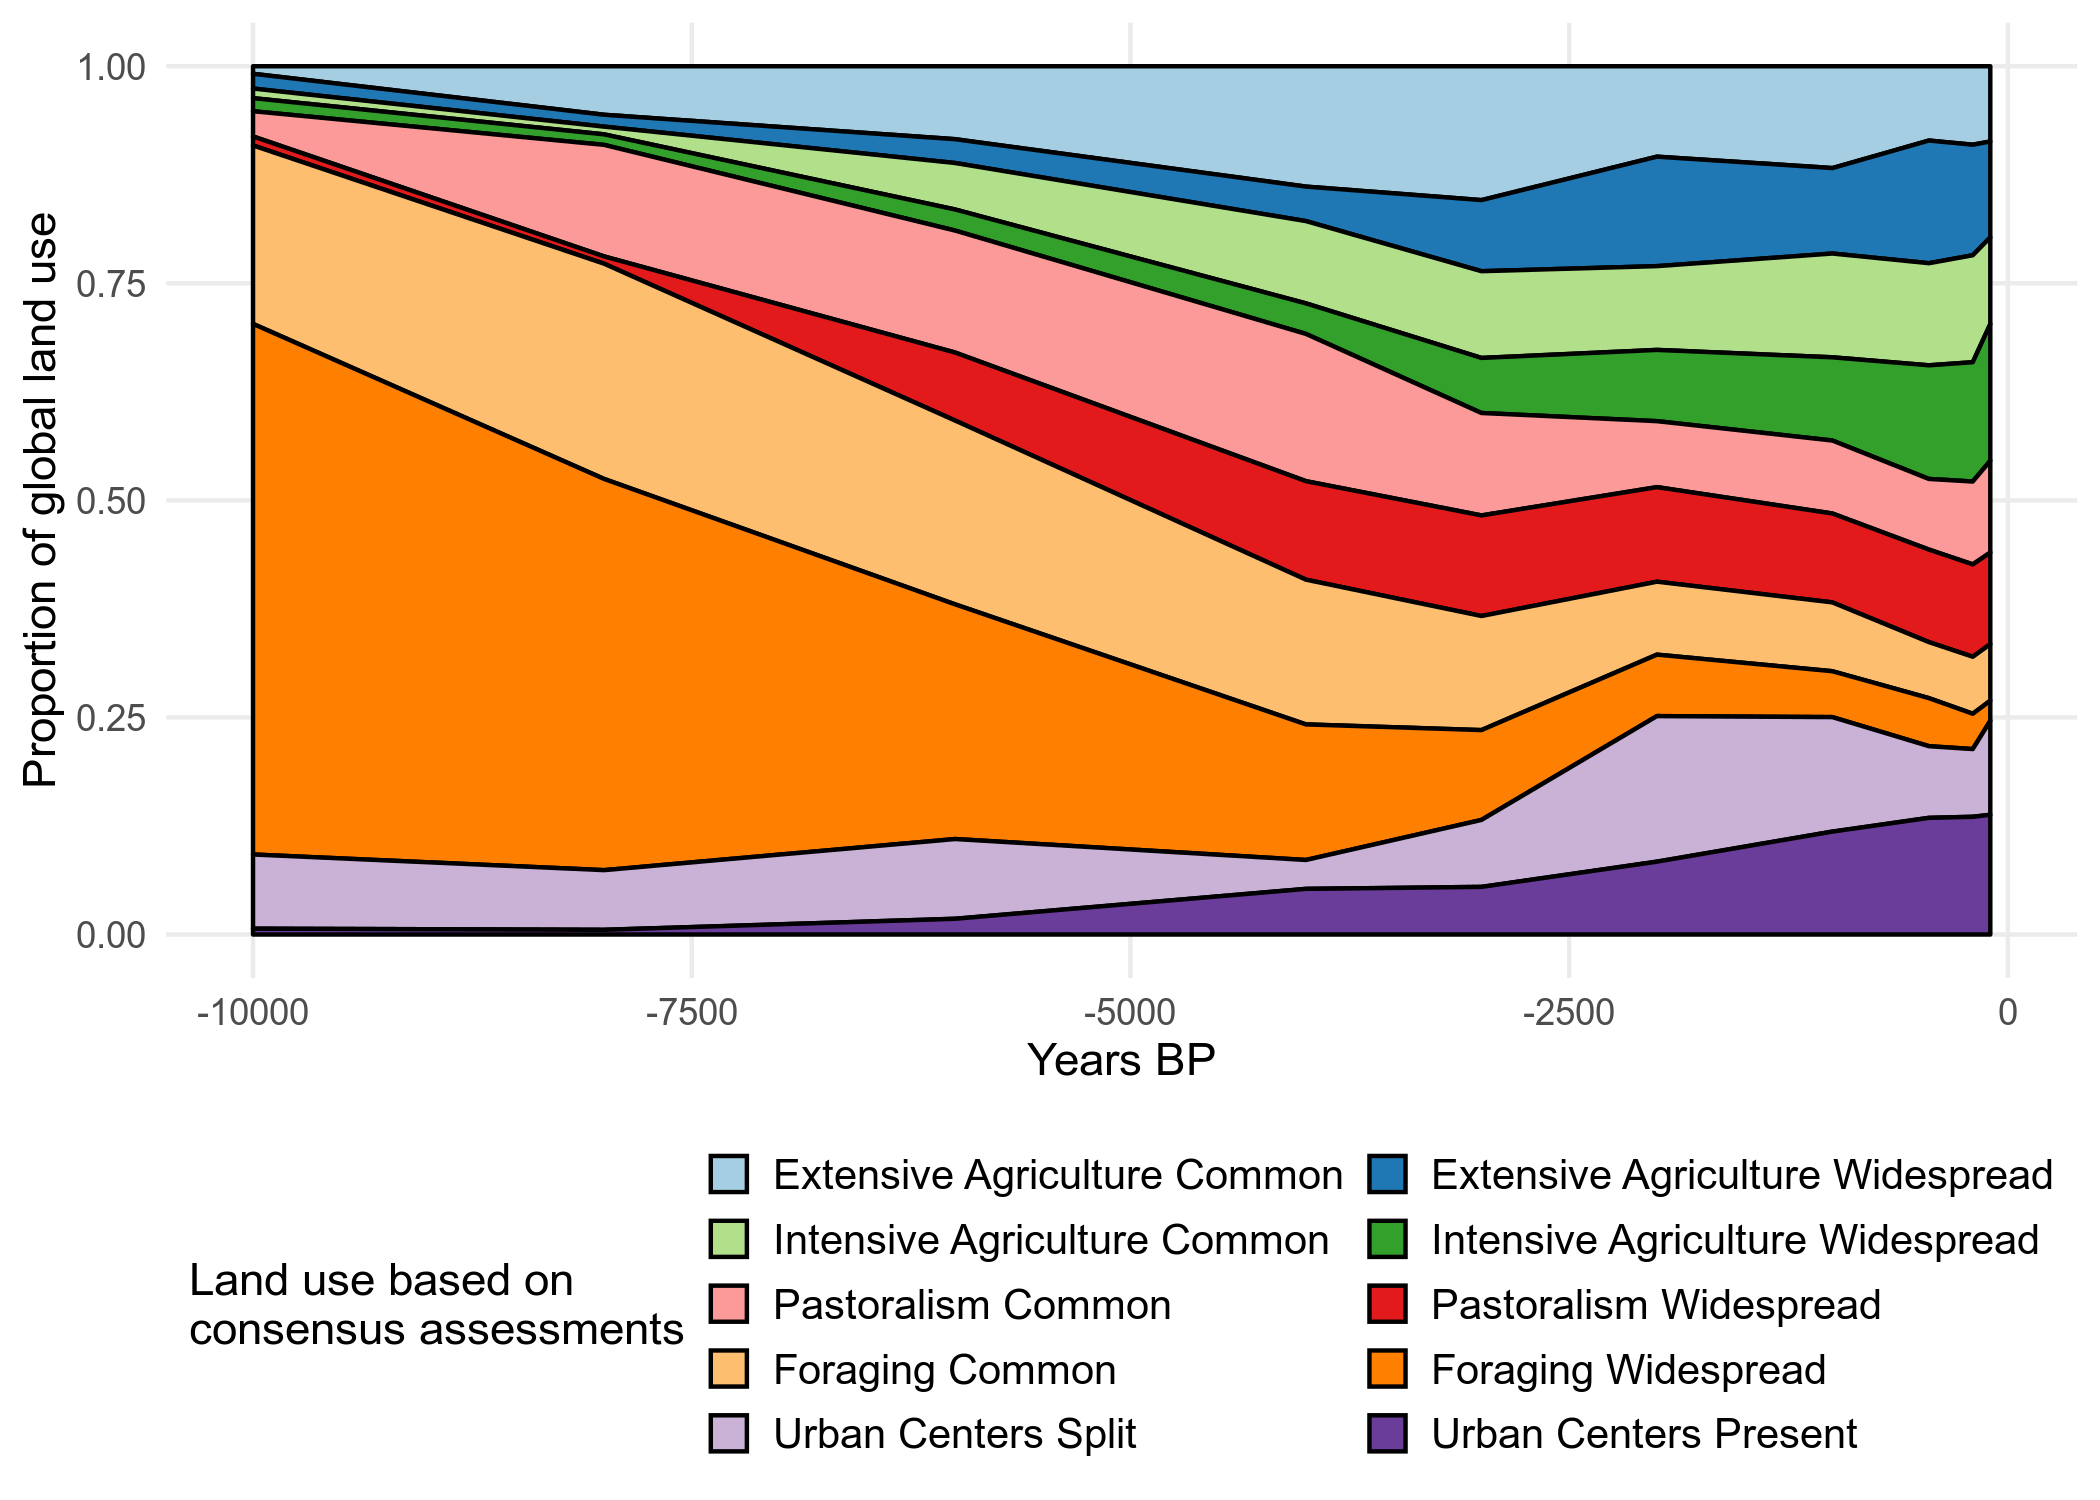 1.00
0.75
0.50
0.25
0.00
Proportion of global land use
-10000
-7500
-5000
-2500
0
Years BP
Land use based on
consensus assessments
Extensive Agriculture Common
Extensive Agriculture Widespread
Intensive Agriculture Common
Intensive Agriculture Widespread
Pastoralism Common
Pastoralism Widespread
Foraging Common
Foraging Widespread
Urban Centers Split
Urban Centers Present